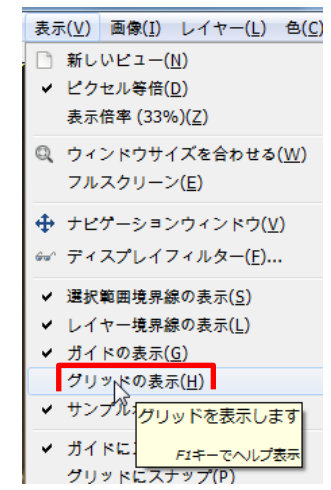 表示(V) 画像(I) レイヤー(L) 色(C)
新しいビュー(N)
ピクセル等倍(D)
表示倍率 (33%)(Z)
ウィンドウサイズを合わせる(W)
フルスクリーン(E)
ナビゲーションウィンドウ(V)
ディスプレイフィルター(F)...
選択範囲境界線の表示(S)
レイヤー境界線の表示(L)
ガイドの表示(G)
グリッドの表示(H)
サンプル
グリッドを表示します
F1キーでヘルプ表示
ガイドに
グリッドにスナップ(P)